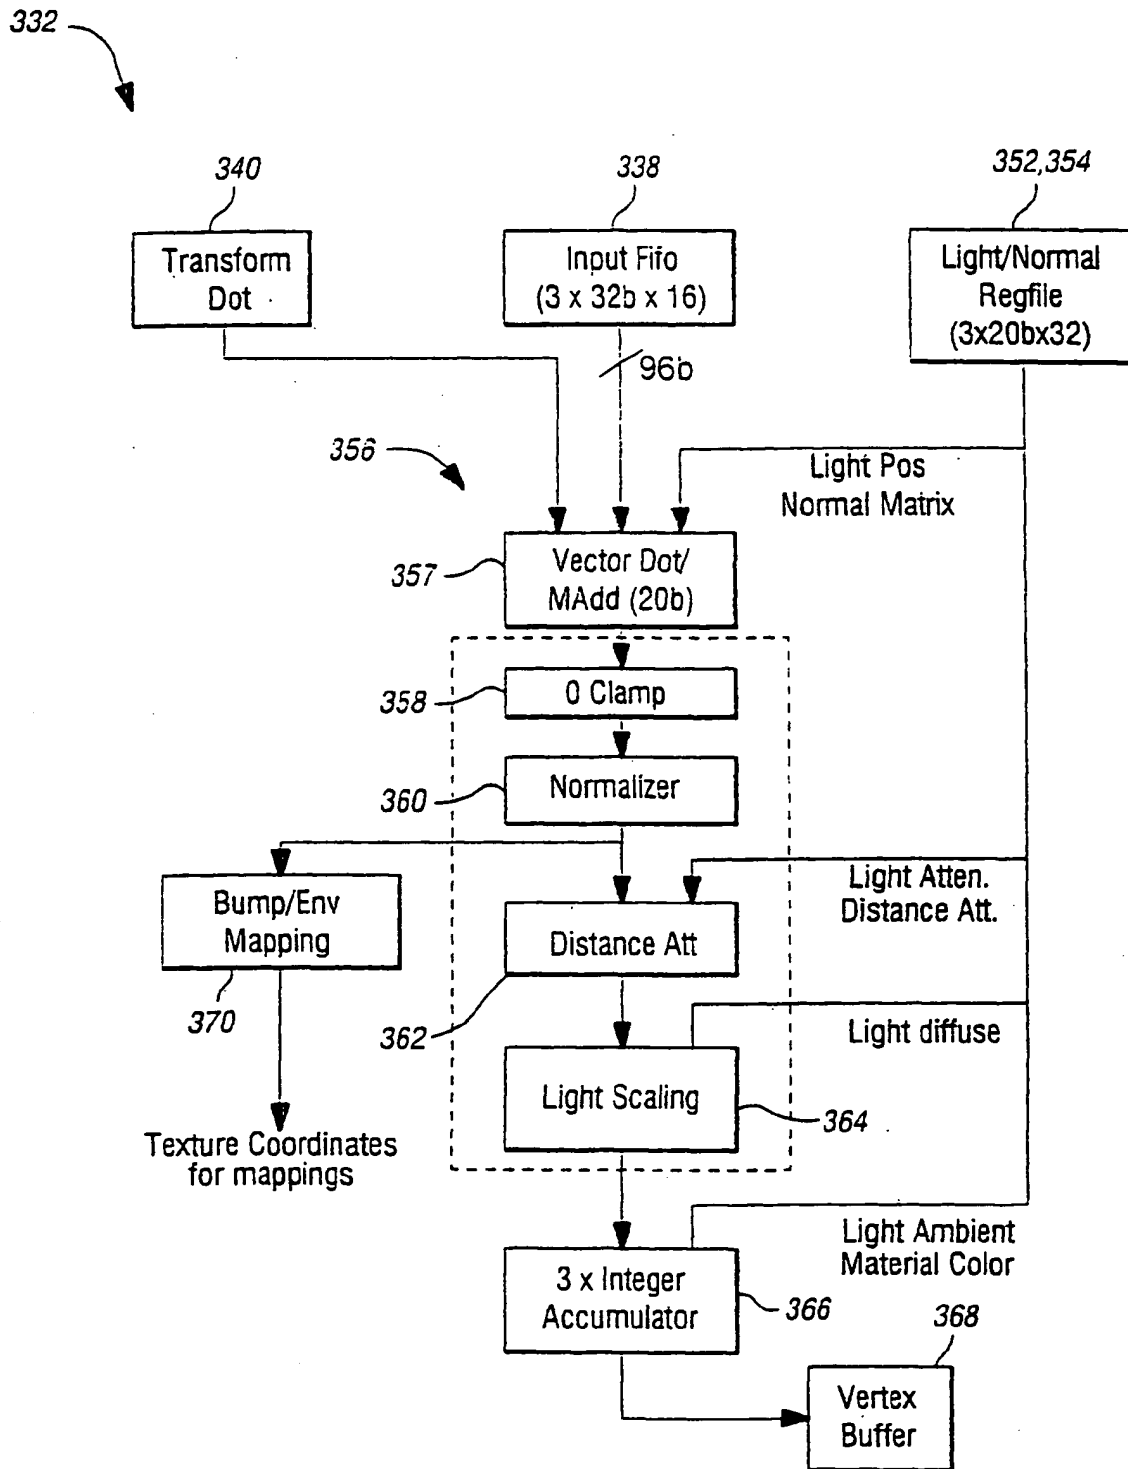 332
340
338
352,354
Transform
Dot
Input Fifo
(3 x 32b x 16)
Light/Normal
Regfile
(3x20bx32)
96b
356
Light Pos
Normal Matrix
357
Vector Dot/
MAdd (20b)
358
0 Clamp
360
Normalizer
Bump/Env
Mapping
Light Atten.
Distance Att.
Distance Att
370
362
Light diffuse
Light Scaling
364
Texture Coordinates
for mappings
Light Ambient
Material Color
3 x Integer
Accumulator
366
368
Vertex
Buffer